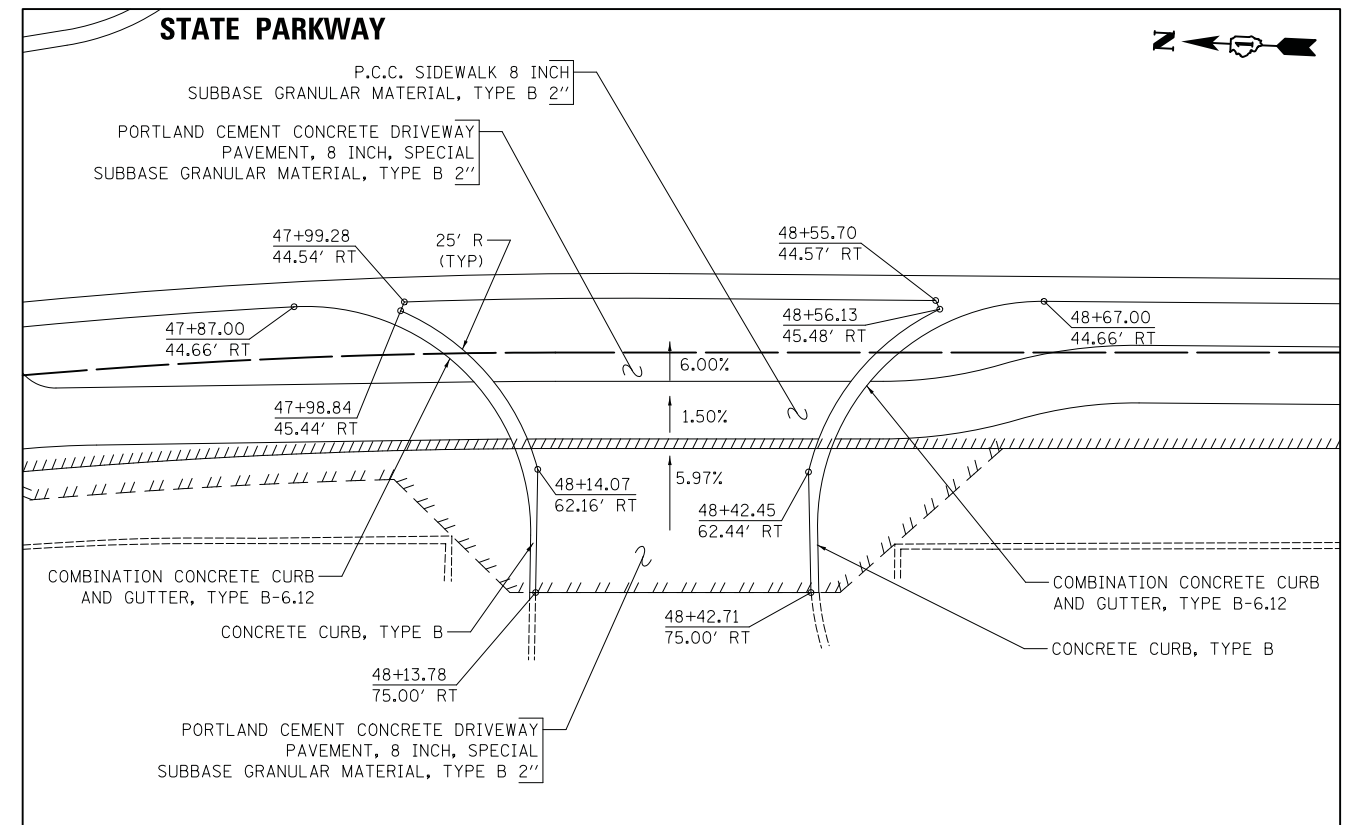 STATE PARKWAY
N
1
P.C.C. SIDEWALK 8 INCH
SUBBASE GRANULAR MATERIAL, TYPE B 2''
PORTLAND CEMENT CONCRETE DRIVEWAY
PAVEMENT, 8 INCH, SPECIAL
SUBBASE GRANULAR MATERIAL, TYPE B 2''
47+99.28
44.54' RT
25' R
(TYP)
48+55.70
44.57' RT
47+87.00
44.66' RT
48+56.13
45.48' RT
48+67.00
44.66' RT
6.00%
47+98.84
45.44' RT
1.50%
5.97%
48+14.07
62.16' RT
48+42.45
62.44' RT
COMBINATION CONCRETE CURB
AND GUTTER, TYPE B-6.12
COMBINATION CONCRETE CURB
AND GUTTER, TYPE B-6.12
CONCRETE CURB, TYPE B
48+42.71
75.00' RT
CONCRETE CURB, TYPE B
48+13.78
75.00' RT
PORTLAND CEMENT CONCRETE DRIVEWAY
PAVEMENT, 8 INCH, SPECIAL
SUBBASE GRANULAR MATERIAL, TYPE B 2''